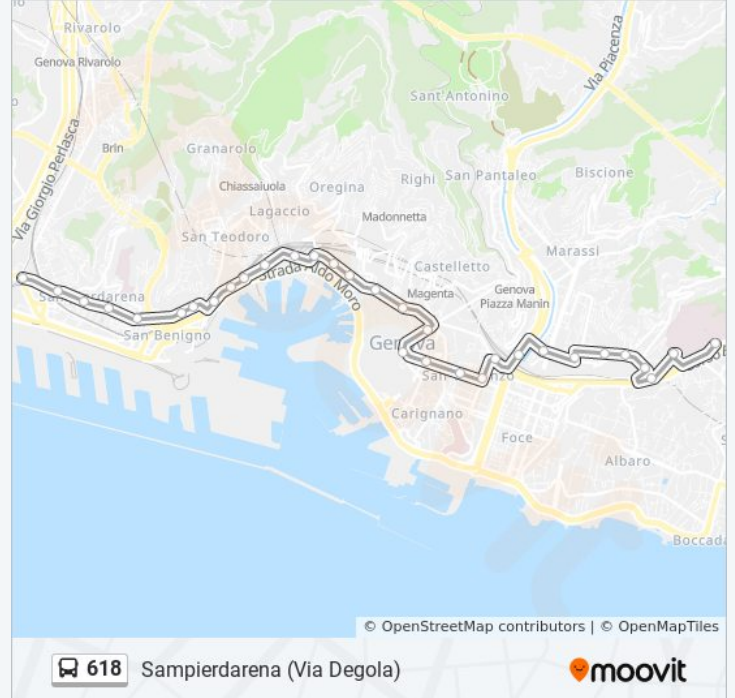 Rivarolo
Genova Rivarolo
Via Piacenza
Sant'Antonino
Via Giorgio Perlasca
Brin
Granarolo
Chiassaiuola
Oregina
Righi
San Pantaleo
Biscione
Lagaccio
Madonnetta
San Teodoro
Marassi
Castelletto
Strada Aldo Moro
Magenta
Genova
Piazza Manin
San Benigno
Genova
Carignano
Foce
Albaro
Boccada
© OpenStreetMap contributors | © OpenMapTiles
618 Sampierdarena (Via Degola)
moovit